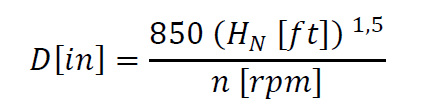 D[in] = 850 (H_N [ft])^1,5 / n [rpm]